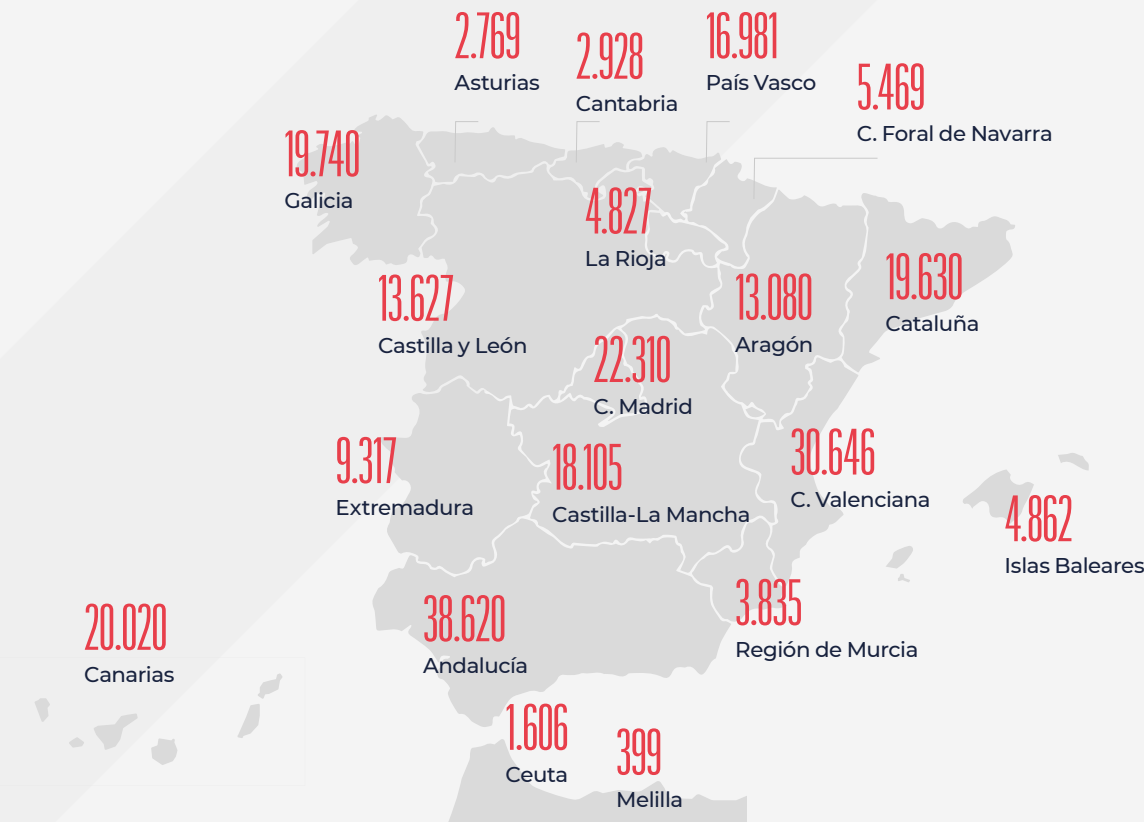 2.769
Asturias
2.928
Cantabria
16.981
País Vasco
5.469
C. Foral de Navarra
19.740
Galicia
4.827
La Rioja
13.627
Castilla y León
13.080
Aragón
19.630
Cataluña
22.310
C. Madrid
9.317
Extremadura
18.105
Castilla-La Mancha
30.646
C. Valenciana
4.862
Islas Baleares
20.020
Canarias
38.620
Andalucía
3.835
Región de Murcia
1.606
Ceuta
399
Melilla